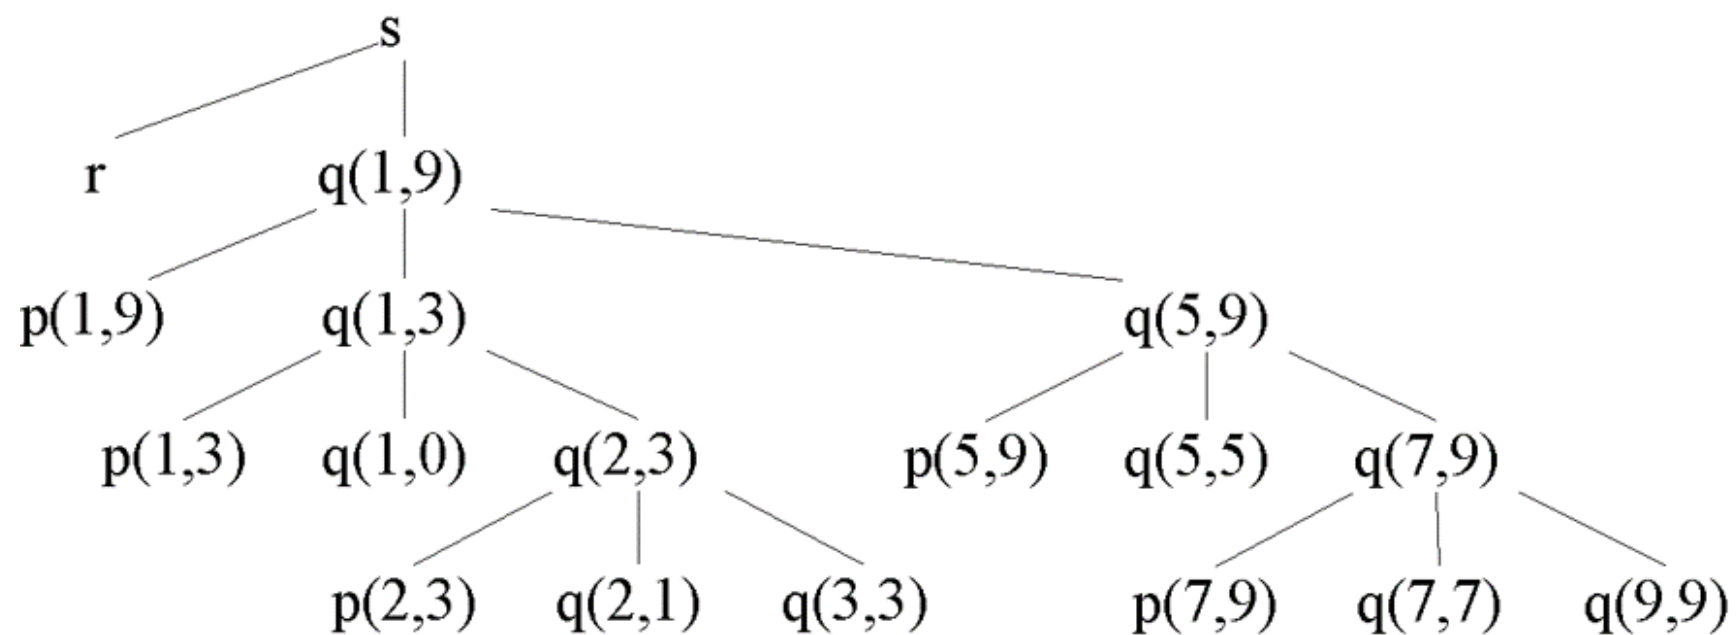 s
r q(1,9)
p(1,9) q(1,3) q(5,9)
p(1,3) q(1,0) q(2,3) p(5,9) q(5,5) q(7,9)
p(2,3) q(2,1) q(3,3) p(7,9) q(7,7) q(9,9)